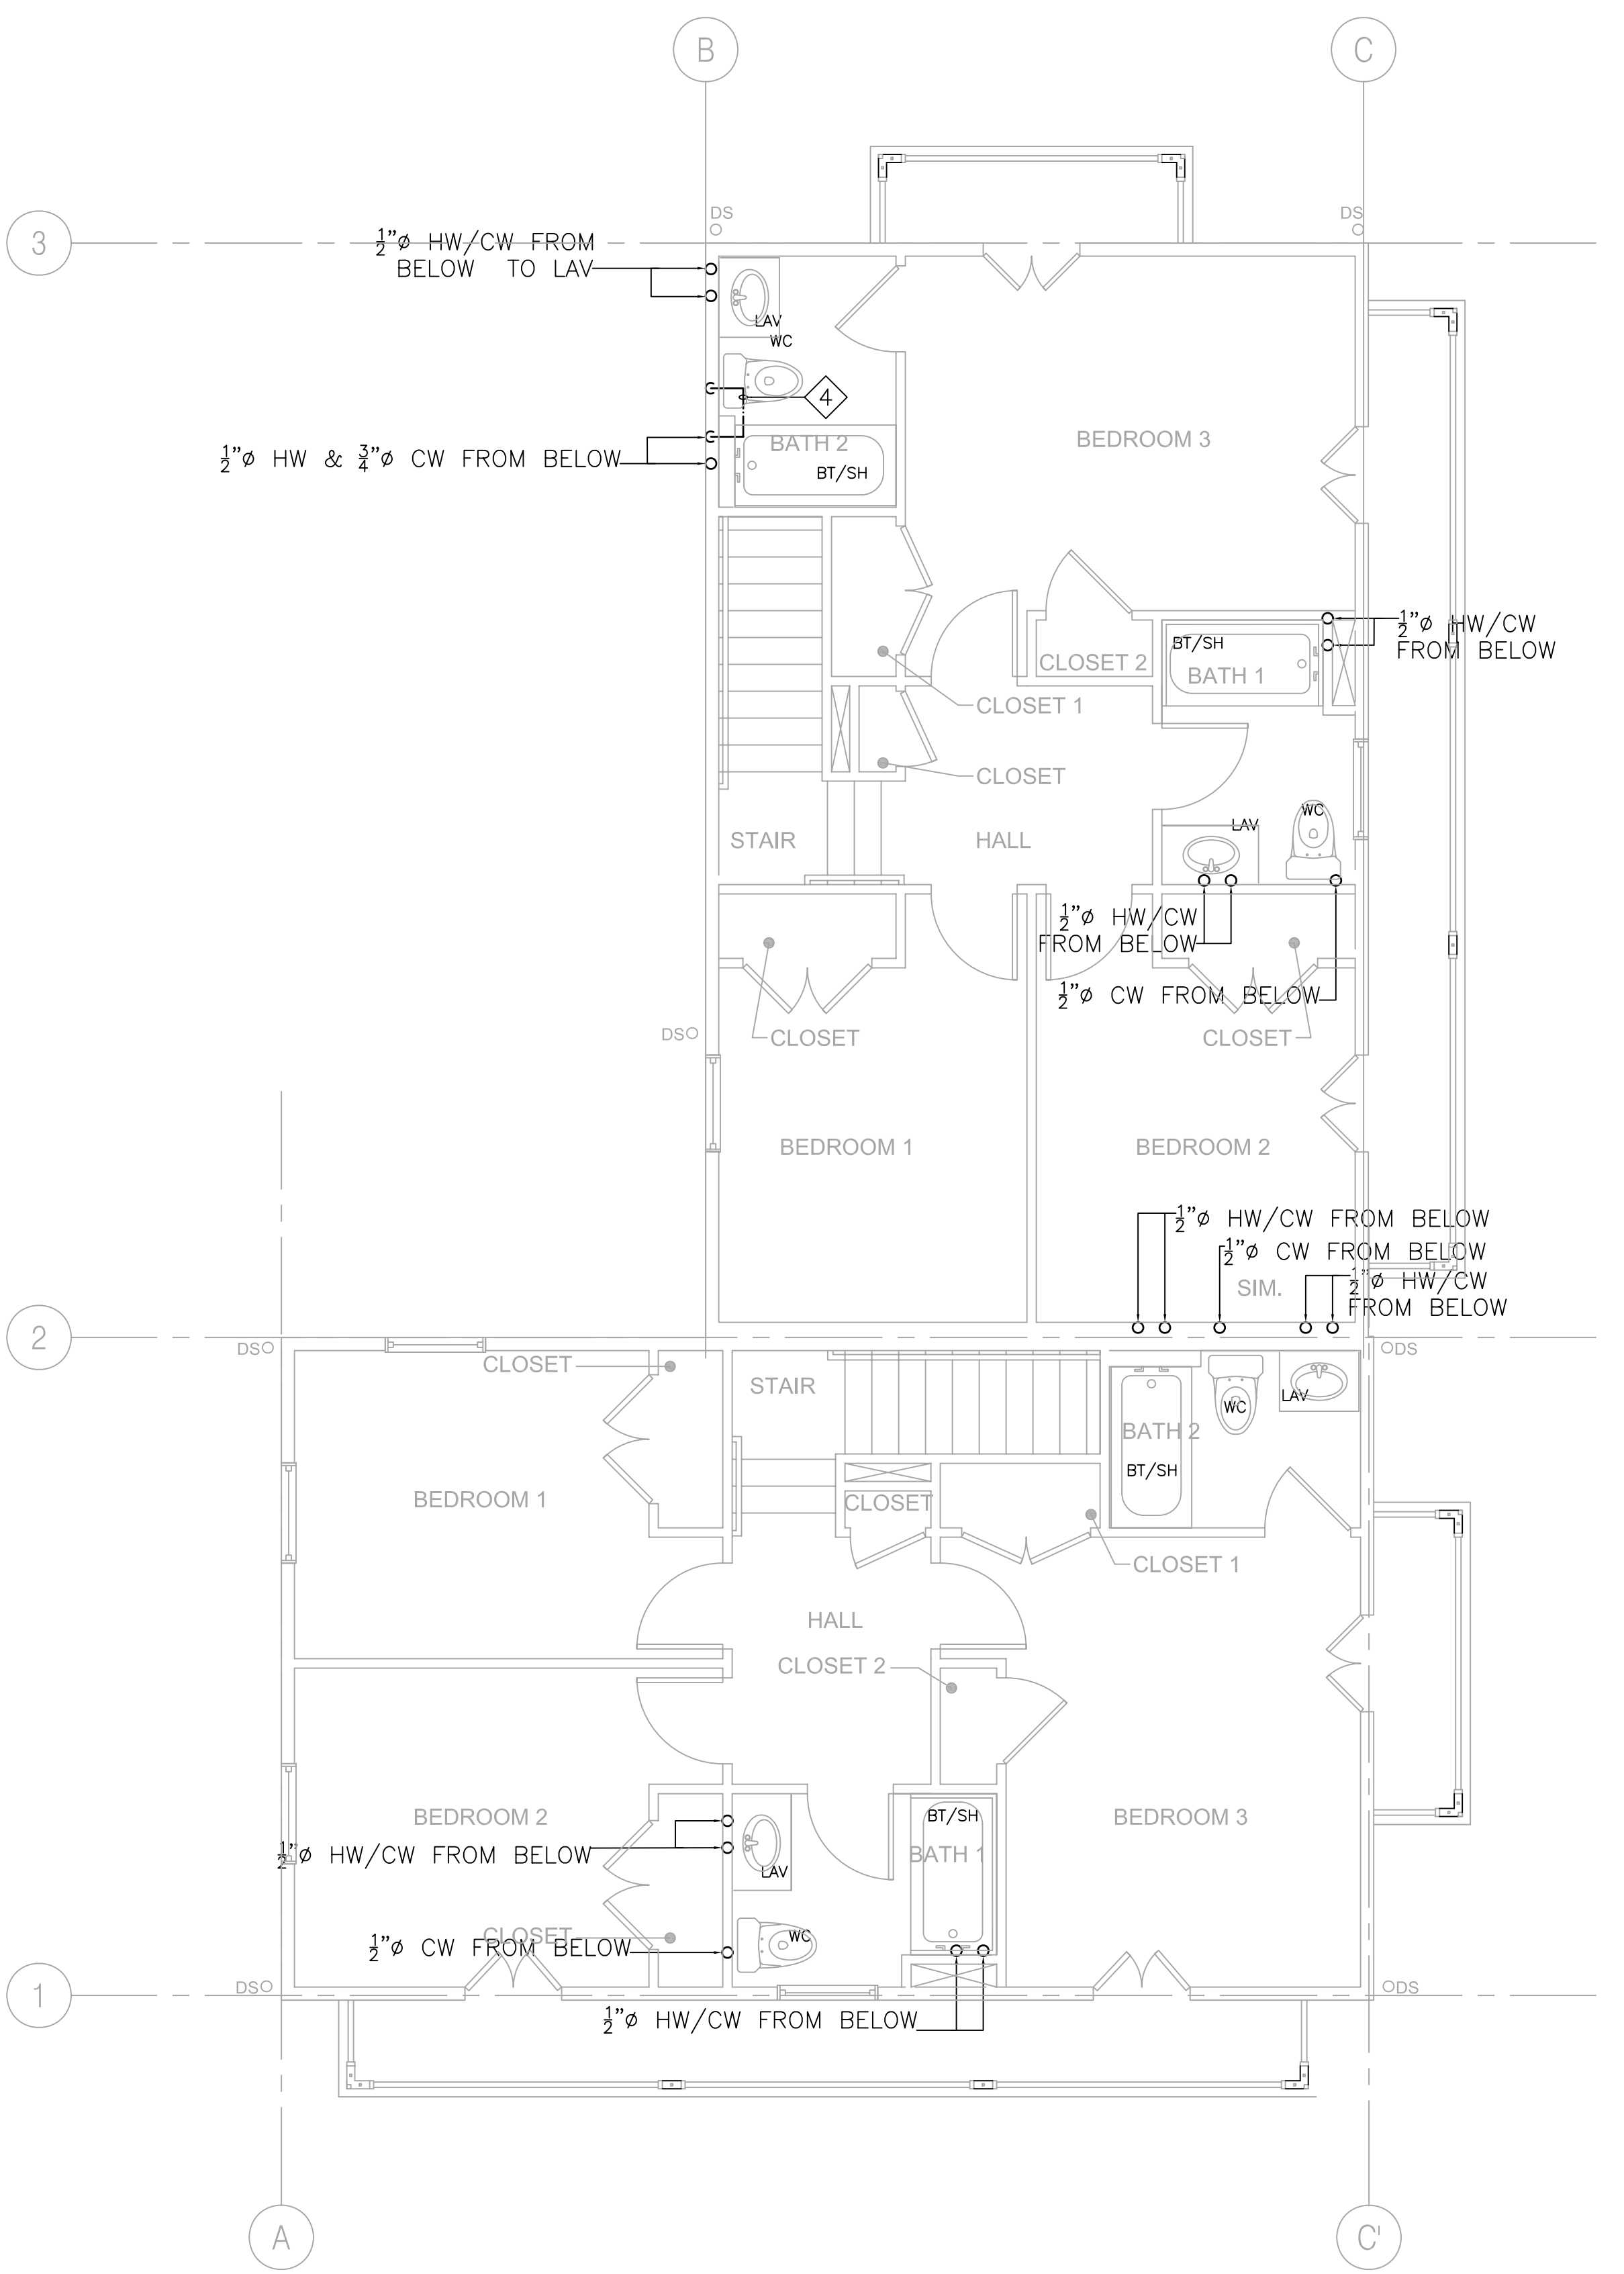 B
C
DS
DS
3
½"ø HW/CW FROM
BELOW TO LAV
LAV
WC
4
BEDROOM 3
BATH 2
½"ø HW & ¾"ø CW FROM BELOW
BT/SH
½"ø HW/CW
FROM BELOW
BT/SH
CLOSET 2
BATH 1
CLOSET 1
CLOSET
WC
LAV
STAIR
HALL
½"ø HW/CW
FROM BELOW
½"ø CW FROM BELOW
DS
CLOSET
CLOSET
BEDROOM 1
BEDROOM 2
½"ø HW/CW FROM BELOW
½"ø CW FROM BELOW
½"ø HW/CW
FROM BELOW
SIM.
2
DS
DS
CLOSET
STAIR
LAV
WC
BATH 2
BT/SH
BEDROOM 1
CLOSET
CLOSET 1
HALL
CLOSET 2
BEDROOM 2
BT/SH
BEDROOM 3
½"ø HW/CW FROM BELOW
BATH 1
LAV
CLOSET
WC
½"ø CW FROM BELOW
DS
DS
1
½"ø HW/CW FROM BELOW
A
C'